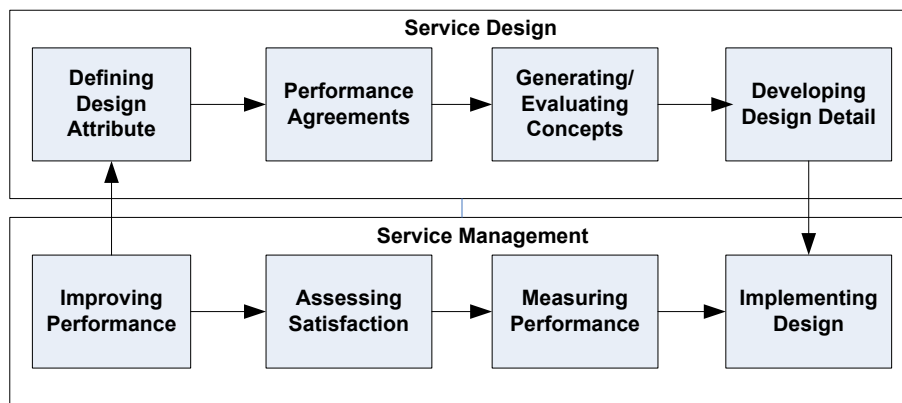 Service Design
Defining
Design
Attribute
Performance
Agreements
Generating/
Evaluating
Concepts
Developing
Design Detail
Service Management
Improving
Performance
Assessing
Satisfaction
Measuring
Performance
Implementing
Design